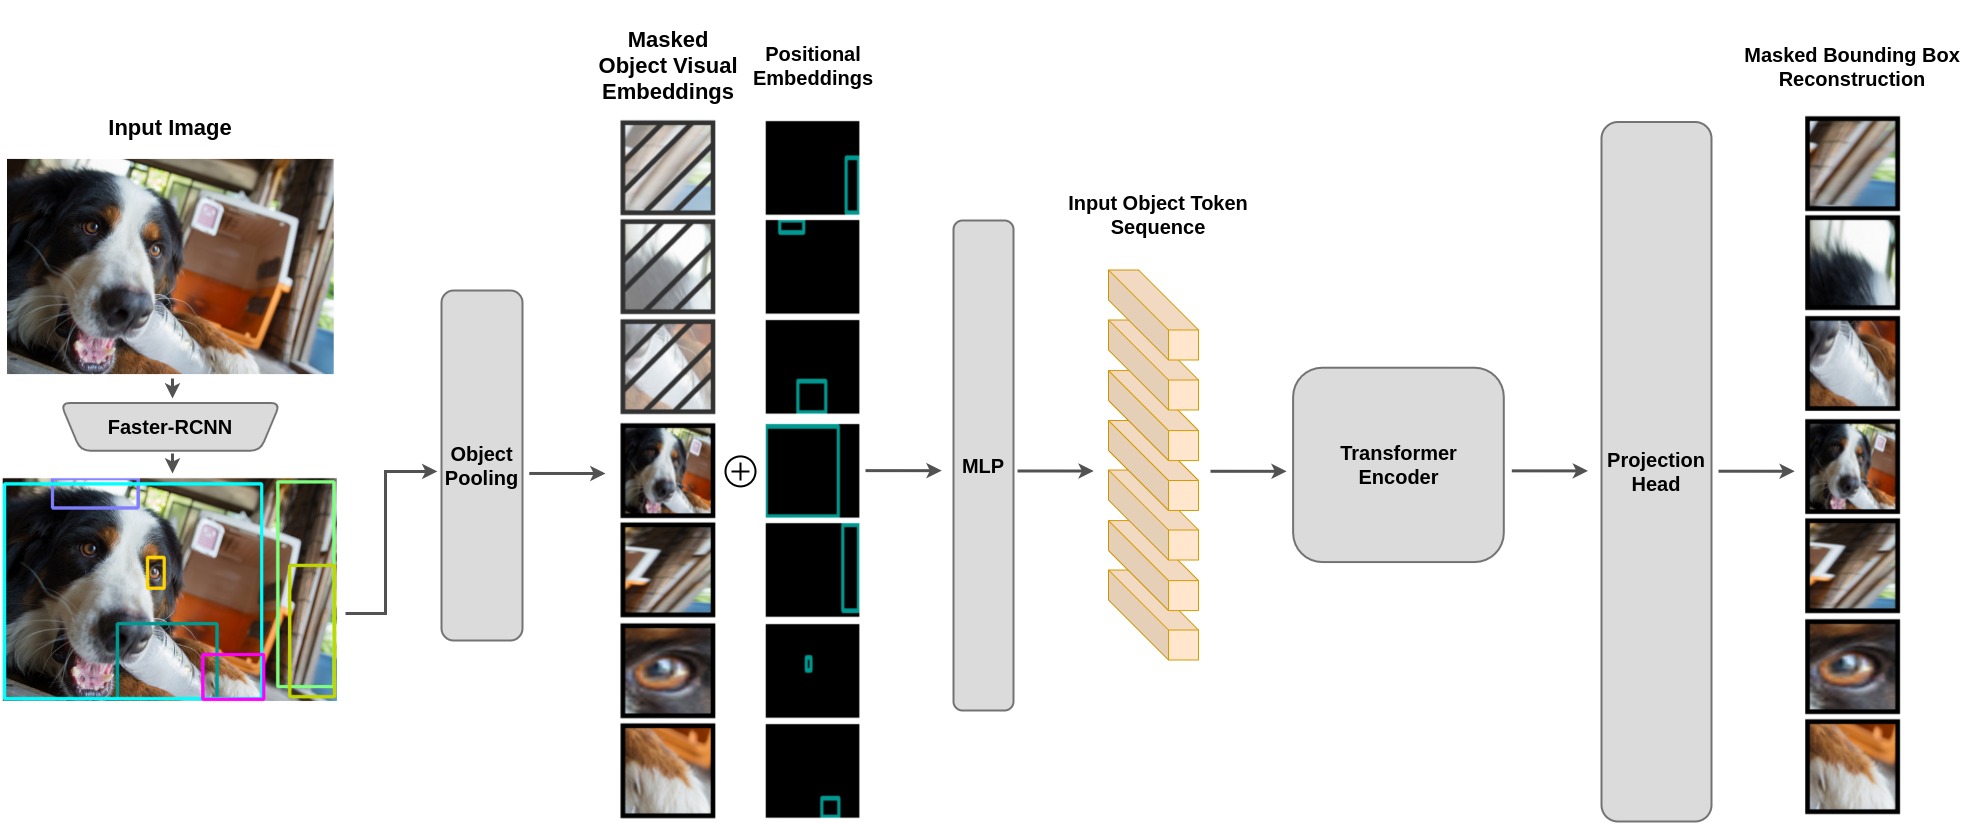 Input Image
Faster-RCNN
Object
Pooling
Masked
Object Visual
Embeddings
Positional
Embeddings
MLP
Input Object Token
Sequence
Transformer
Encoder
Projection
Head
Masked Bounding Box
Reconstruction